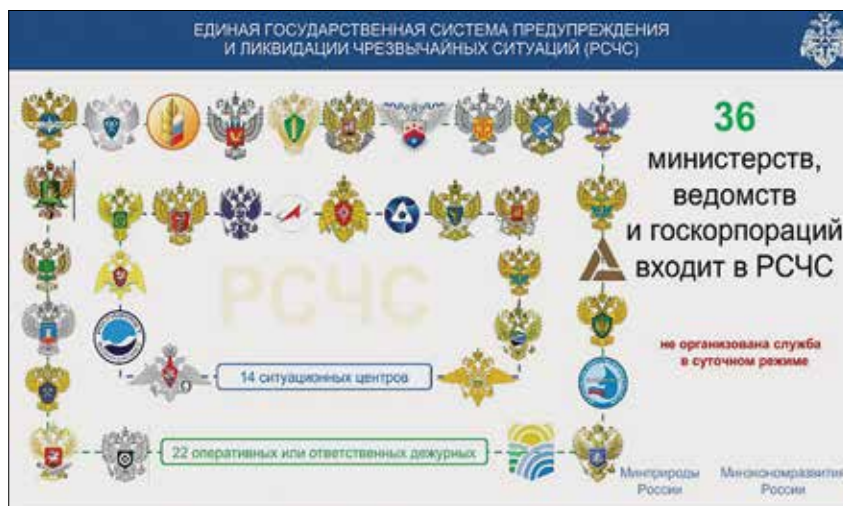 ЕДИНАЯ ГОСУДАРСТВЕННАЯ СИСТЕМА ПРЕДУПРЕЖДЕНИЯ
И ЛИКВИДАЦИИ ЧРЕЗВЫЧАЙНЫХ СИТУАЦИЙ (РСЧС)
36
министерств,
ведомств
и госкорпораций
входит в РСЧС
РСЧС
не организована служба
в суточном режиме
14 ситуационных центров
22 оперативных или ответственных дежурных
Минприроды
России
Минэкономразвития
России